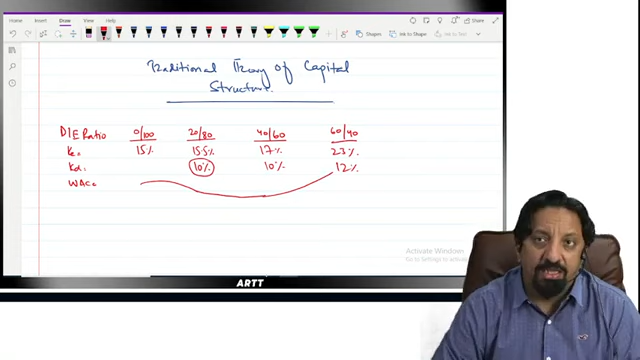 Home Insert Draw View
Shapes Ink to Shape Ink to Text
Share
Traditional Theory of Capital
Structure.
D/E Ratio 0/100 20/80 40/60 60/40
Ke 15% 15.5% 17% 23%
Kd 10% 10% 12%
WACC
Activate Windows
Go to Settings to activate
ARTT